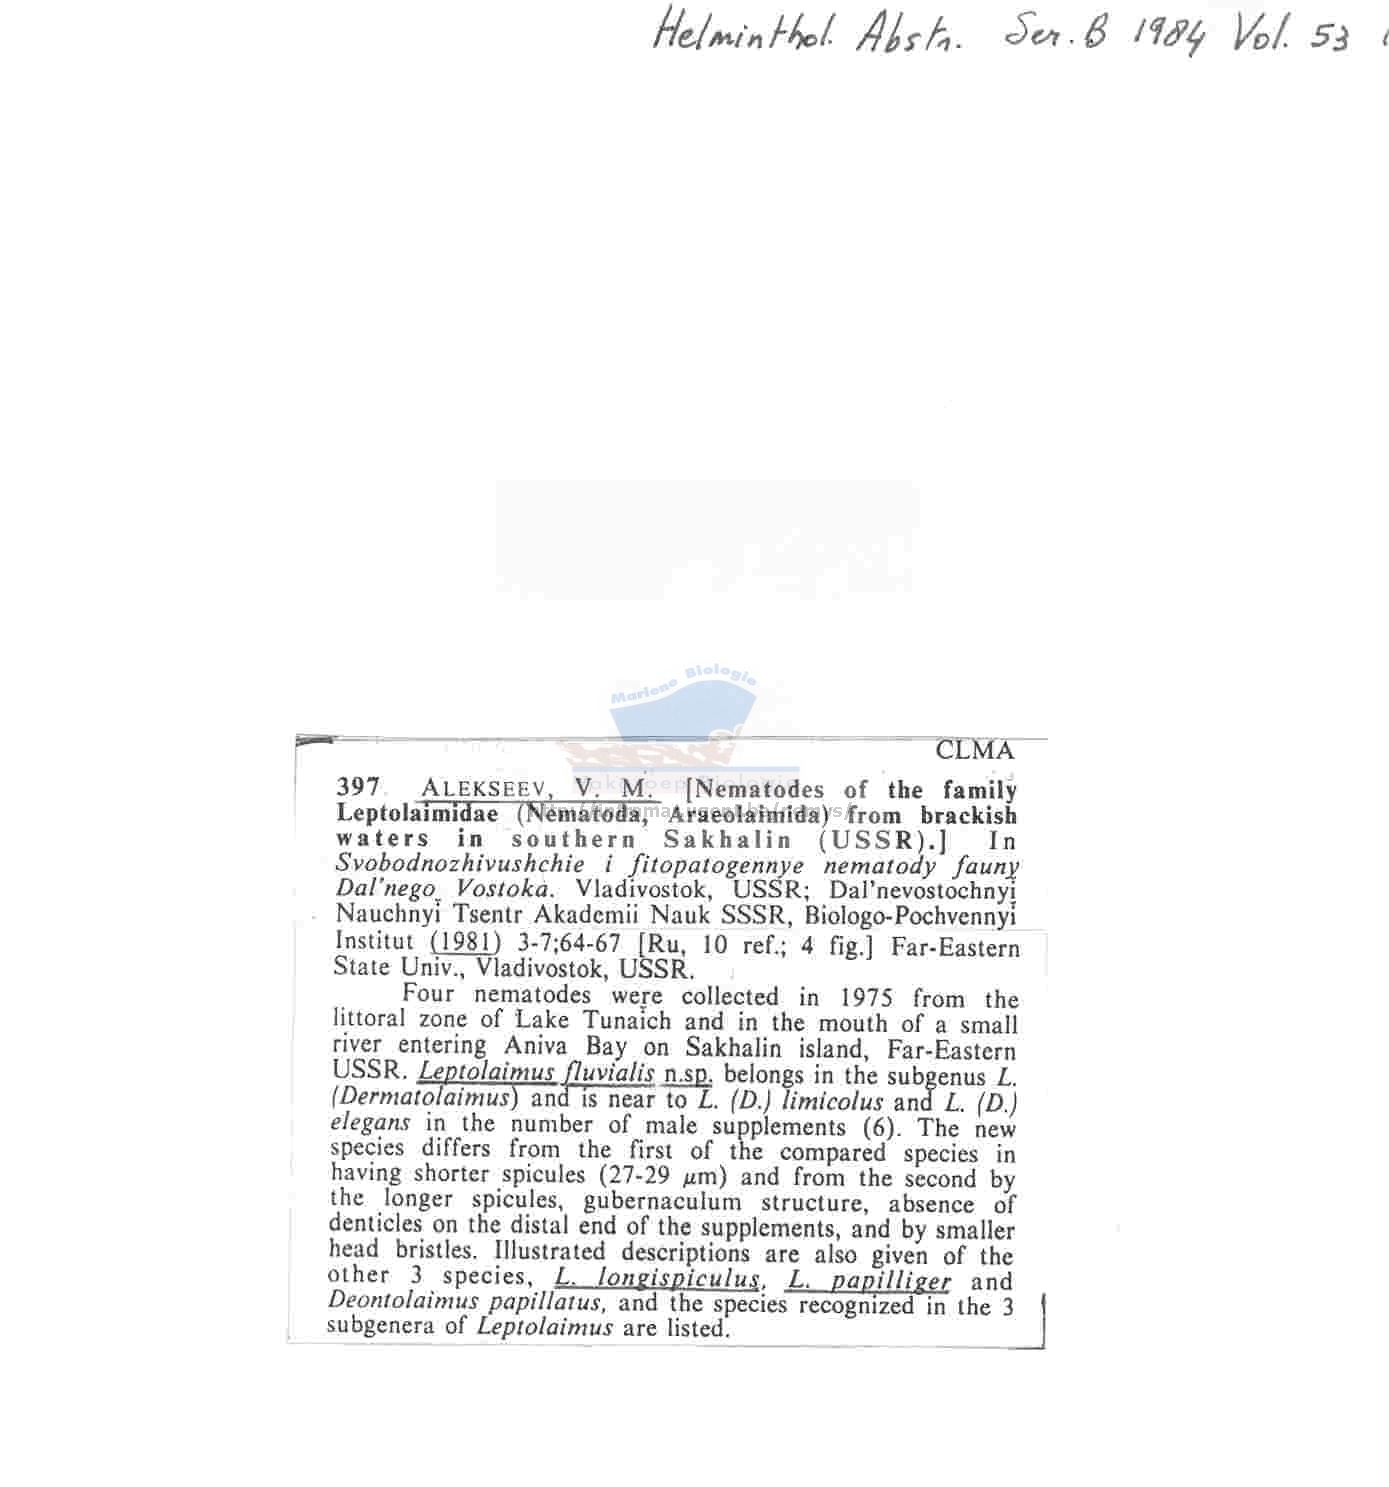 Helminthol. Abstr. Ser. B 1984 Vol. 53
Mariene Biologie
CLMA
397. ALEKSEEV, V. M. [Nematodes of the family
Leptolaimidae (Nematoda, Araeolaimida) from brackish
waters in southern Sakhalin (USSR).] In
Svobodnozhivushchie i fitopatogennye nematody fauny
Dal'nego Vostoka. Vladivostok, USSR; Dal'nevostochnyĭ
Nauchnyĭ Tsentr Akademii Nauk SSSR, Biologo-Pochvennyĭ
Institut (1981) 3-7;64-67 [Ru, 10 ref.; 4 fig.] Far-Eastern
State Univ., Vladivostok, USSR.
Four nematodes were collected in 1975 from the
littoral zone of Lake Tunaĭch and in the mouth of a small
river entering Aniva Bay on Sakhalin island, Far-Eastern
USSR. Leptolaimus fluvialis n.sp. belongs in the subgenus L.
(Dermatolaimus) and is near to L. (D.) limicolus and L. (D.)
elegans in the number of male supplements (6). The new
species differs from the first of the compared species in
having shorter spicules (27-29 µm) and from the second by
the longer spicules, gubernaculum structure, absence of
denticles on the distal end of the supplements, and by smaller
head bristles. Illustrated descriptions are also given of the
other 3 species, L. longispiculus, L. papilliger and
Deontolaimus papillatus, and the species recognized in the 3
subgenera of Leptolaimus are listed.